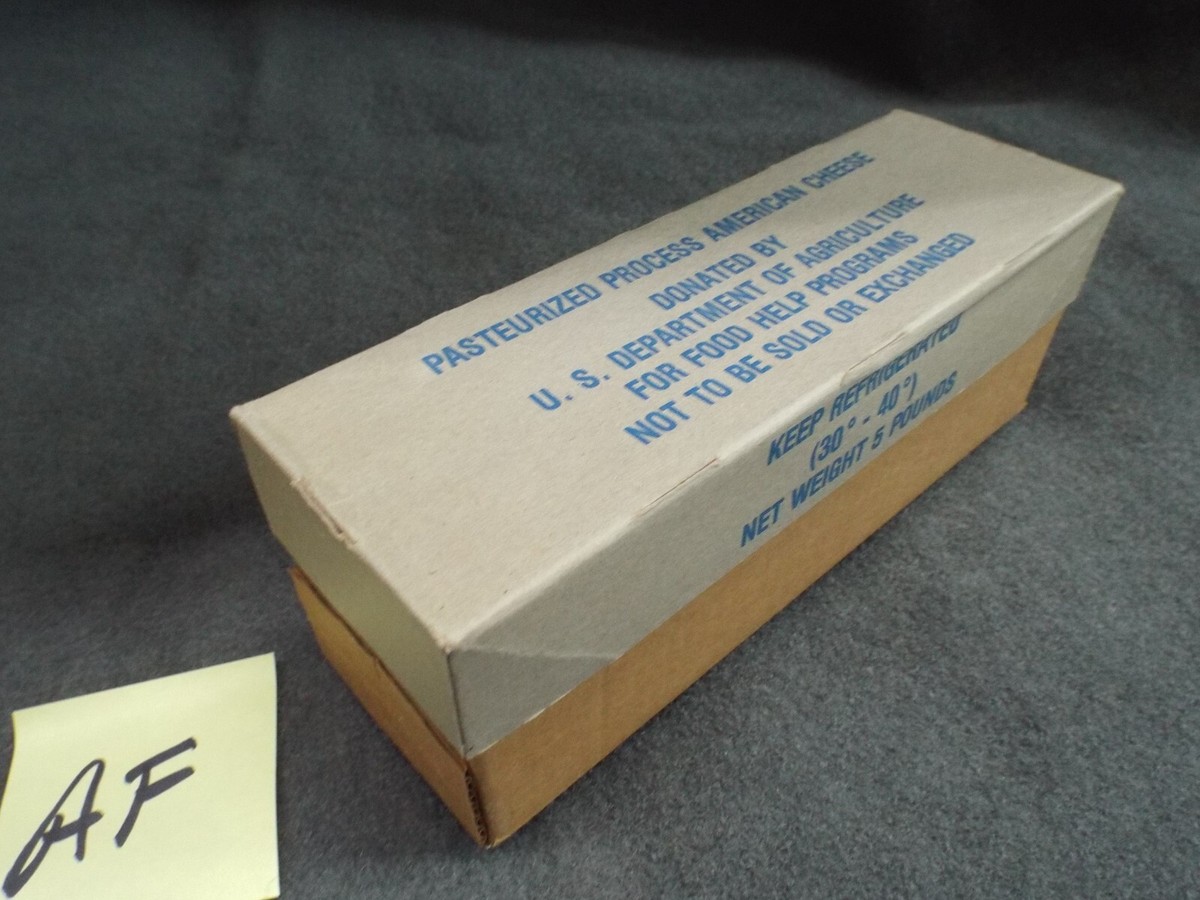 PASTEURIZED PROCESS AMERICAN CHEESE
DONATED BY
U. S. DEPARTMENT OF AGRICULTURE
FOR FOOD HELP PROGRAMS
NOT TO BE SOLD OR EXCHANGED
KEEP REFRIGERATED
(30° - 40°)
NET WEIGHT 5 POUNDS
AF